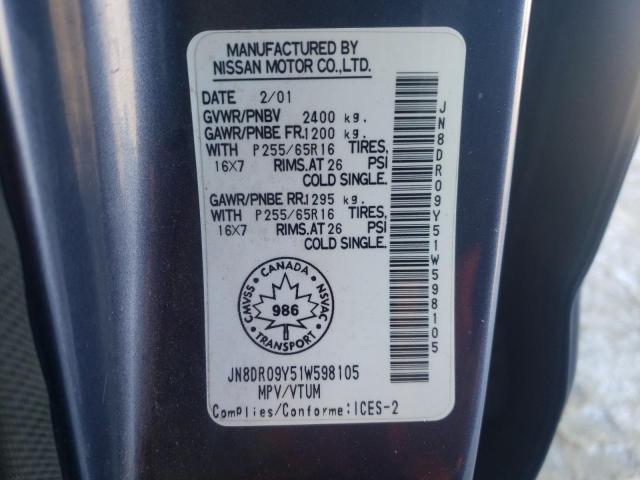 MANUFACTURED BY
NISSAN MOTOR CO.,LTD.
DATE 2/01
GVWR/PNBV 2400 kg.
GAWR/PNBE FR.1200 kg.
WITH P255/65R16 TIRES,
16X7 RIMS.AT 26 PSI
COLD SINGLE.
GAWR/PNBE RR.1295 kg.
WITH P255/65R16 TIRES,
16X7 RIMS.AT 26 PSI
COLD SINGLE.
CANADA
CMVSS
NSVAC
986
JN8DR09Y51W598105
MPV/VTUM
Complies/Conforme:ICES-2
JN8DR09Y51W598105